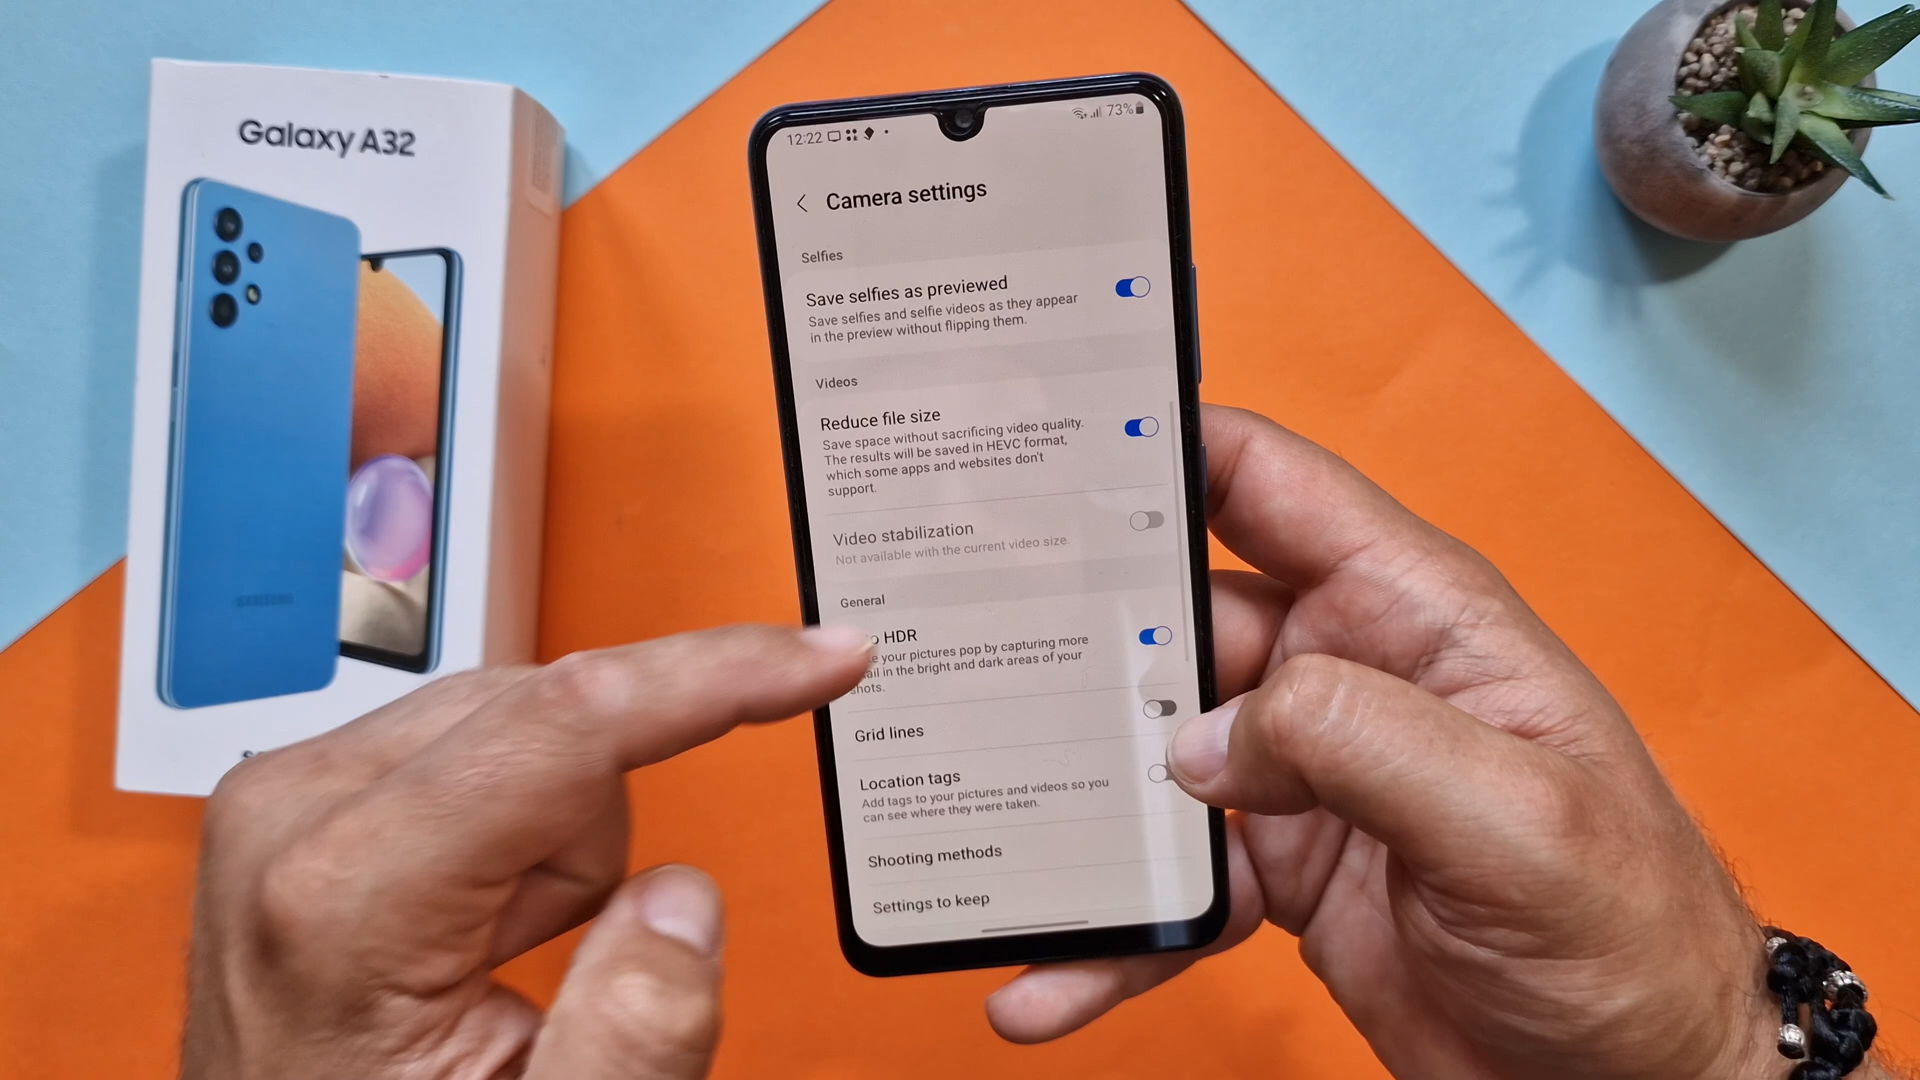 Galaxy A32
12:22
73%
Camera settings
Selfies
Save selfies as previewed
Save selfies and selfie videos as they appear
in the preview without flipping them.
Videos
Reduce file size
Save space without sacrificing video quality.
The results will be saved in HEVC format,
which some apps and websites don't
support.
Video stabilization
Not available with the current video size.
General
HDR
your pictures pop by capturing more
in the bright and dark areas of your
shots.
Grid lines
Location tags
Add tags to your pictures and videos so you
can see where they were taken.
Shooting methods
Settings to keep
SAMSUNG